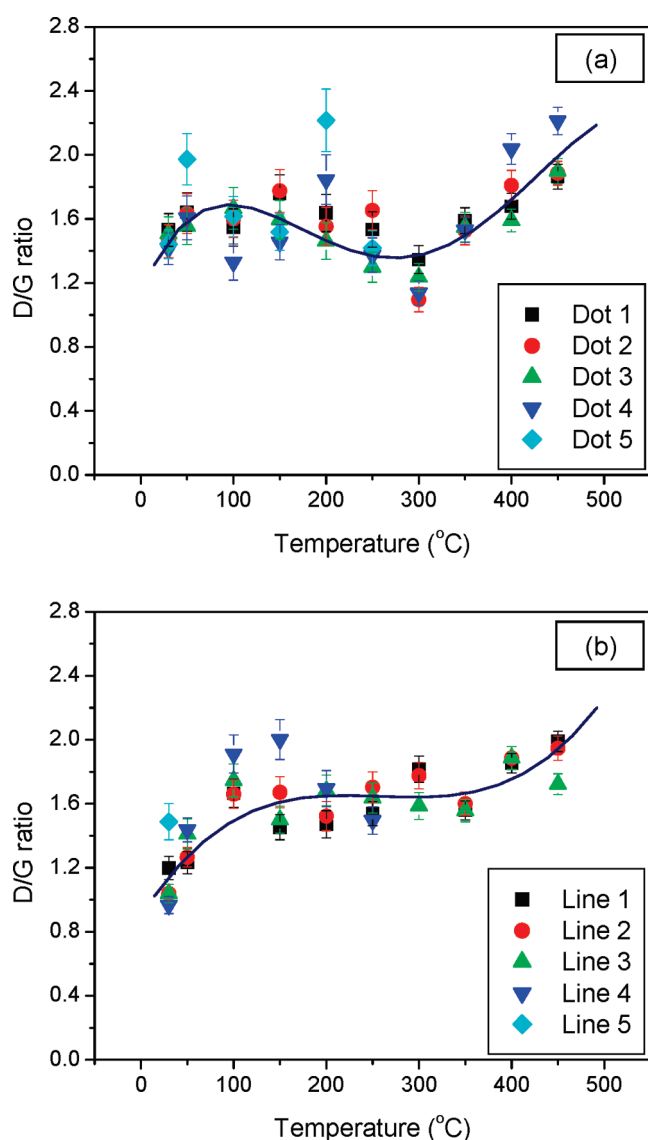 (a)
2.8
2.4
2.0
1.6
1.2
0.8
0.4
0.0
D/G ratio
Dot 1
Dot 2
Dot 3
Dot 4
Dot 5
0 100 200 300 400 500
Temperature (°C)
(b)
2.8
2.4
2.0
1.6
1.2
0.8
0.4
0.0
D/G ratio
Line 1
Line 2
Line 3
Line 4
Line 5
0 100 200 300 400 500
Temperature (°C)